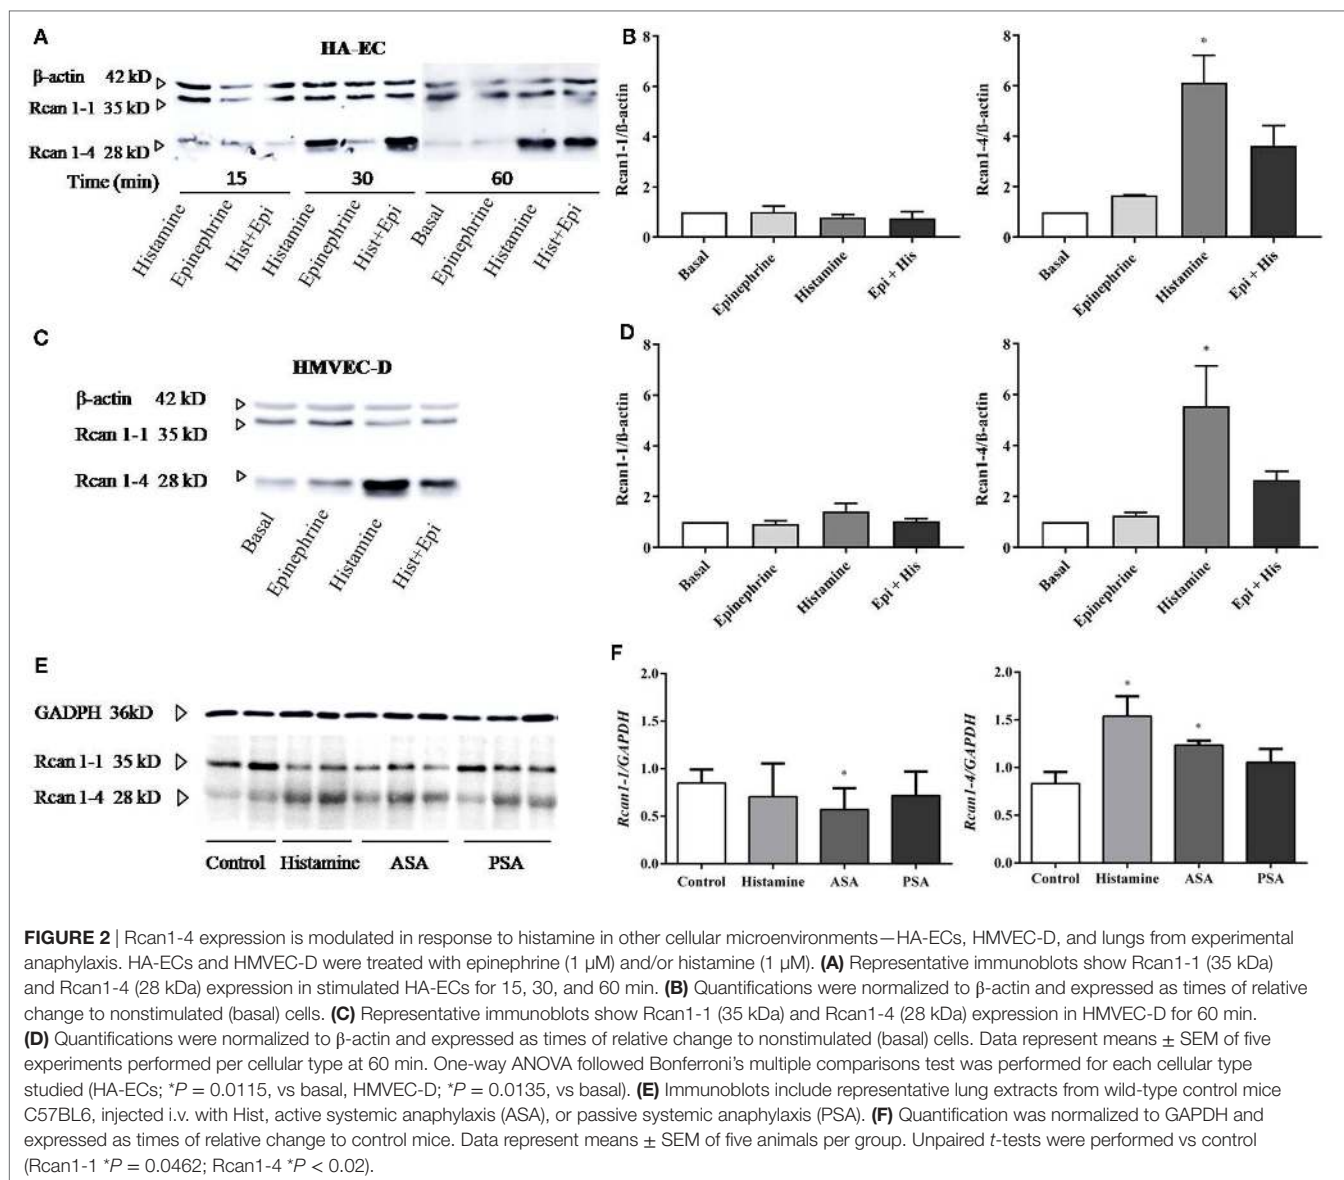 A
HA-EC
β-actin 42 kD
Rcan 1-1 35 kD
Rcan 1-4 28 kD
Time (min) 15 30 60
Histamine
Epinephrine
Hist+Epi
Histamine
Epinephrine
Hist+Epi
Basal
Epinephrine
Histamine
Hist+Epi
B
Rcan1-1/ß-actin
8
6
4
2
0
Basal
Epinephrine
Histamine
Epi + His
Rcan1-4/ß-actin
8
6
4
2
0
*
Basal
Epinephrine
Histamine
Epi + His
C
HMVEC-D
β-actin 42 kD
Rcan 1-1 35 kD
Rcan 1-4 28 kD
Basal
Epinephrine
Histamine
Hist+Epi
D
Rcan1-1/ß-actin
8
6
4
2
0
Basal
Epinephrine
Histamine
Epi + His
Rcan1-4/ß-actin
8
6
4
2
0
*
Basal
Epinephrine
Histamine
Epi + His
E
GADPH 36kD
Rcan 1-1 35 kD
Rcan 1-4 28 kD
Control Histamine ASA PSA
F
Rcan1-1/GAPDH
2.0
1.5
1.0
0.5
0.0
*
Control Histamine ASA PSA
Rcan1-4/GAPDH
2.0
1.5
1.0
0.5
0.0
*
*
Control Histamine ASA PSA
FIGURE 2 | Rcan1-4 expression is modulated in response to histamine in other cellular microenvironments—HA-ECs, HMVEC-D, and lungs from experimental
anaphylaxis. HA-ECs and HMVEC-D were treated with epinephrine (1 µM) and/or histamine (1 µM). (A) Representative immunoblots show Rcan1-1 (35 kDa)
and Rcan1-4 (28 kDa) expression in stimulated HA-ECs for 15, 30, and 60 min. (B) Quantifications were normalized to β-actin and expressed as times of relative
change to nonstimulated (basal) cells. (C) Representative immunoblots show Rcan1-1 (35 kDa) and Rcan1-4 (28 kDa) expression in HMVEC-D for 60 min.
(D) Quantifications were normalized to β-actin and expressed as times of relative change to nonstimulated (basal) cells. Data represent means ± SEM of five
experiments performed per cellular type at 60 min. One-way ANOVA followed Bonferroni's multiple comparisons test was performed for each cellular type
studied (HA-ECs; *P = 0.0115, vs basal, HMVEC-D; *P = 0.0135, vs basal). (E) Immunoblots include representative lung extracts from wild-type control mice
C57BL6, injected i.v. with Hist, active systemic anaphylaxis (ASA), or passive systemic anaphylaxis (PSA). (F) Quantification was normalized to GAPDH and
expressed as times of relative change to control mice. Data represent means ± SEM of five animals per group. Unpaired t-tests were performed vs control
(Rcan1-1 *P = 0.0462; Rcan1-4 *P < 0.02).